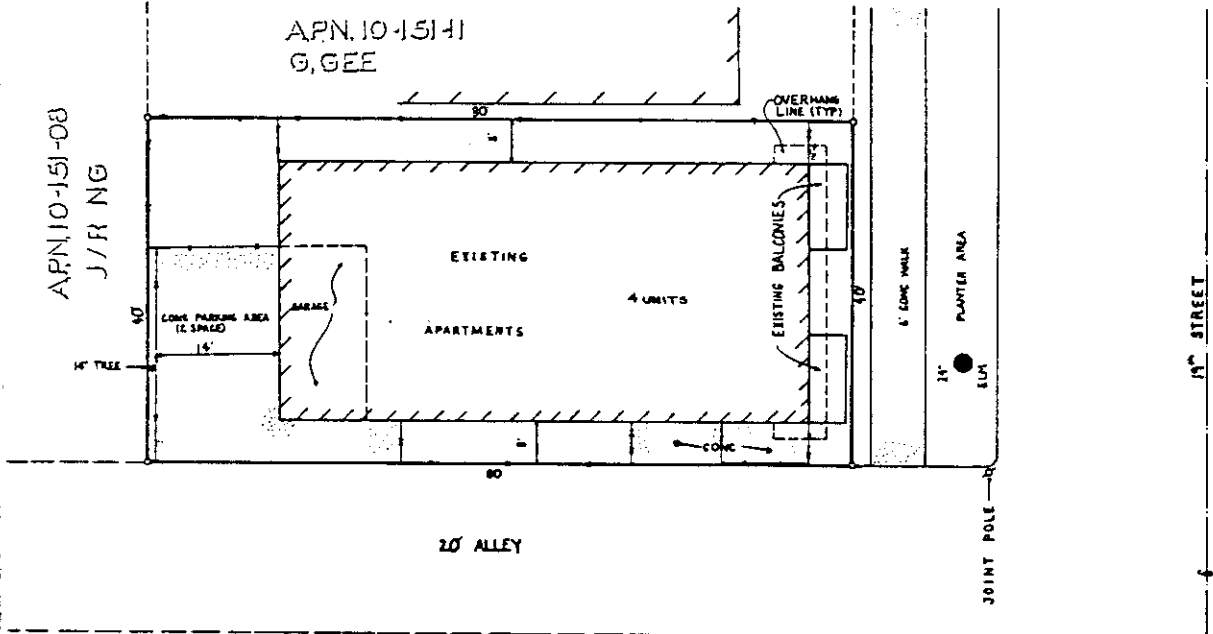 A.P.N. 10-151-11
G. GEE
A.P.N. 10-151-08
J/R NG
80
OVERHANG
LINE (TYP)
EXISTING BALCONIES
EXISTING
4 UNITS
APARTMENTS
GARAGE
CONC PARKING AREA
(2 SPACE)
14'
14" TREE
40'
40'
6' CONC WALK
PLANTER AREA
24"
ELM
19th STREET
CONC
80
20' ALLEY
JOINT POLE